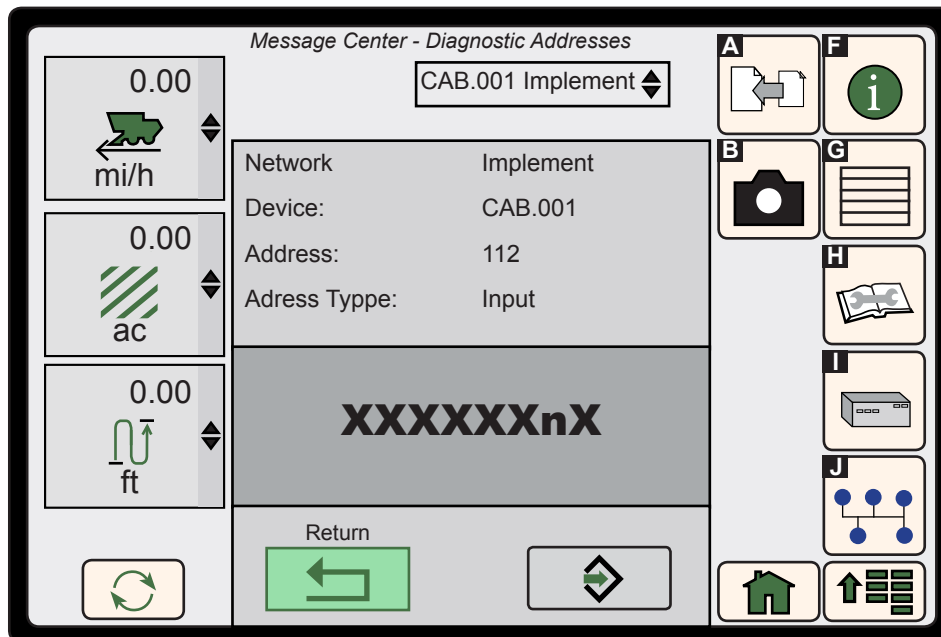 Message Center - Diagnostic Addresses
CAB.001 Implement
0.00
mi/h
0.00
ac
0.00
ft
Network Implement
Device: CAB.001
Address: 112
Adress Typpe: Input
XXXXXXnX
Return
A
F
i
B
G
H
I
J